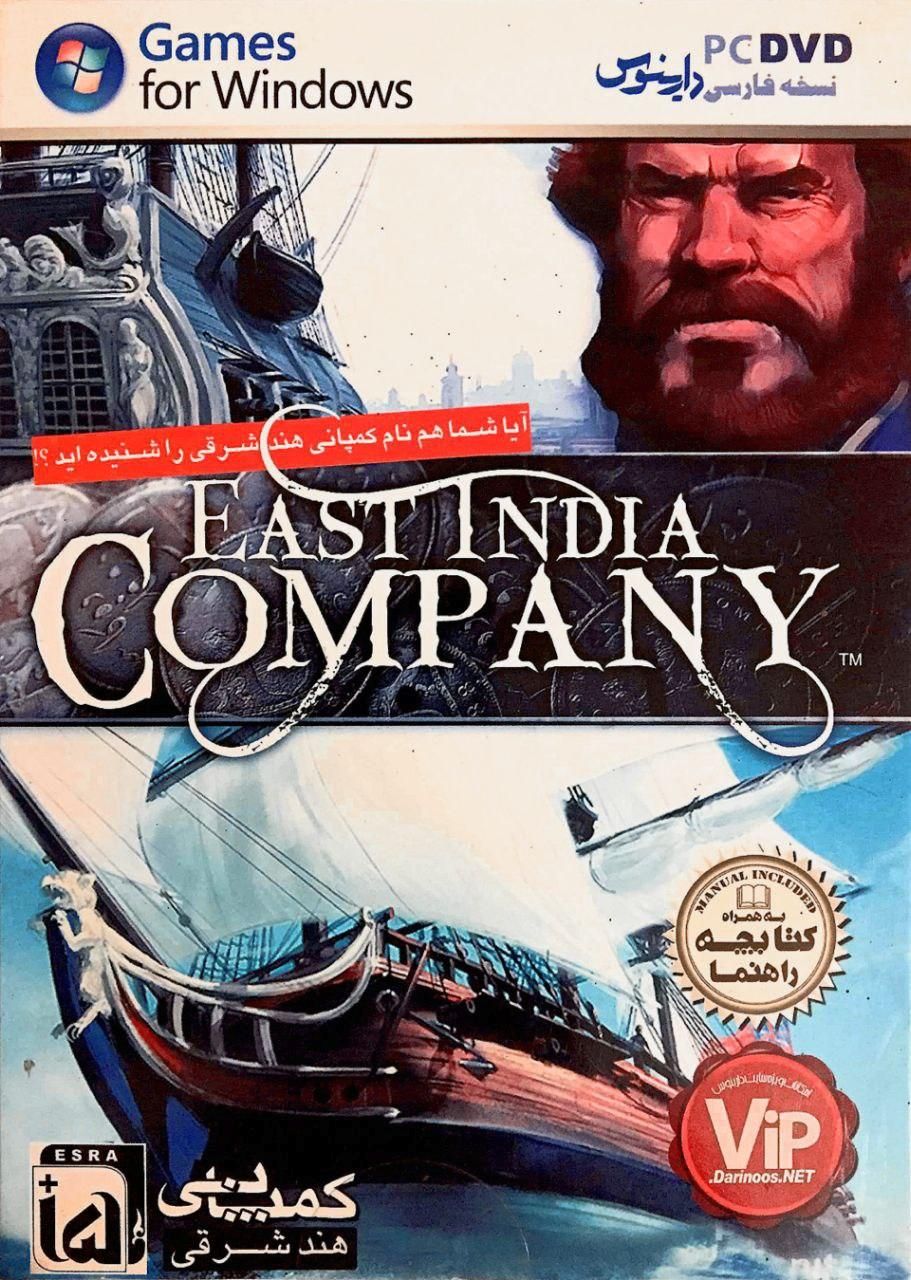 Games
for Windows
PC DVD
نسخه فارسی دارینوس
آیا شما هم نام کمپانی هند شرقی را شنیده اید ؟!
EAST INDIA
COMPANY
TM
MANUAL INCLUDED
به همراه
کتابچه
راهنما
ViP
.Darinoos.NET
ESRA
+۱۵
کمپانی
هند شرقی